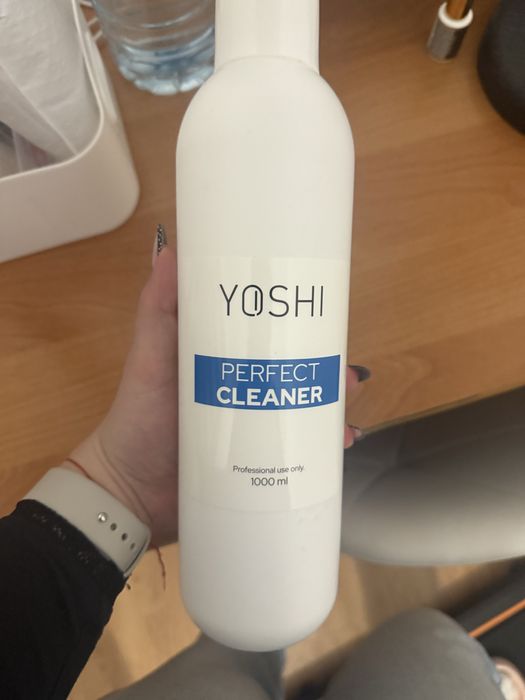 YOSHI
PERFECT
CLEANER
Professional use only.
1000 ml